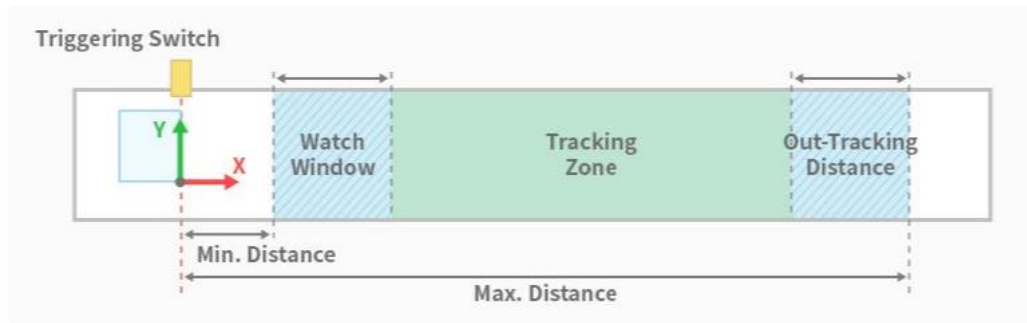 Triggering Switch
Y
X
Watch
Window
Tracking
Zone
Out-Tracking
Distance
Min. Distance
Max. Distance